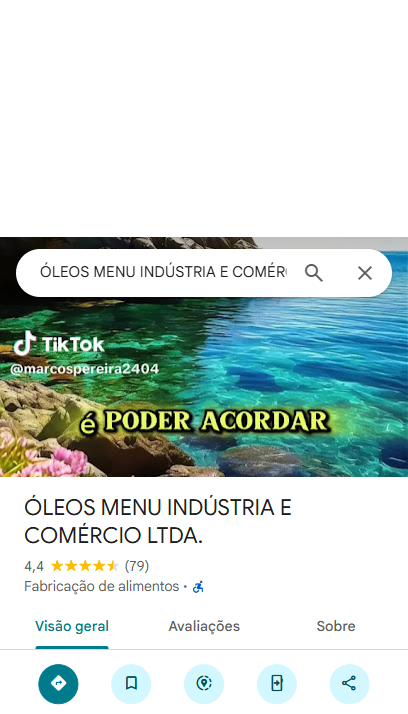 ÓLEOS MENU INDÚSTRIA E COMÉR
TikTok
@marcospereira2404
é PODER ACORDAR
ÓLEOS MENU INDÚSTRIA E
COMÉRCIO LTDA.
4,4 (79)
Fabricação de alimentos ·
Visão geral Avaliações Sobre